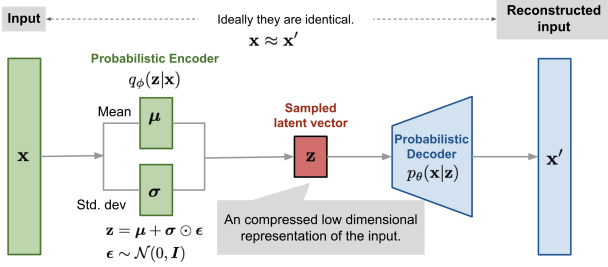 Input
Ideally they are identical.
x ≈ x′
Reconstructed
input
Probabilistic Encoder
qϕ(z|x)
Mean
μ
x
Std. dev
σ
z = μ + σ ⊙ ϵ
ϵ ∼ 𝒩(0, I)
Sampled
latent vector
z
Probabilistic
Decoder
pθ(x|z)
x′
An compressed low dimensional
representation of the input.